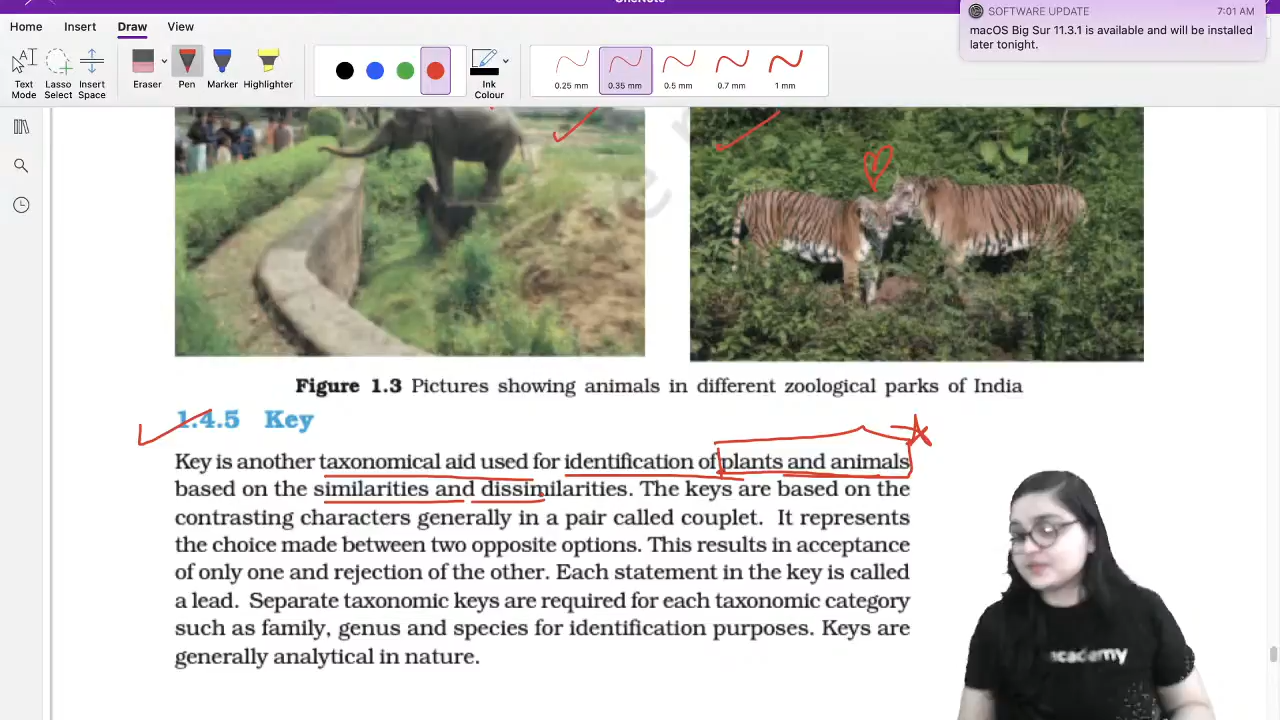 OneNote
SOFTWARE UPDATE 7:01 AM
macOS Big Sur 11.3.1 is available and will be installed
later tonight.
Home Insert Draw View
Text Mode
Lasso Select
Insert Space
Eraser
Pen
Marker
Highlighter
Ink Colour
0.25 mm
0.35 mm
0.5 mm
0.7 mm
1 mm
Figure 1.3 Pictures showing animals in different zoological parks of India
1.4.5 Key
Key is another taxonomical aid used for identification of plants and animals
based on the similarities and dissimilarities. The keys are based on the
contrasting characters generally in a pair called couplet. It represents
the choice made between two opposite options. This results in acceptance
of only one and rejection of the other. Each statement in the key is called
a lead. Separate taxonomic keys are required for each taxonomic category
such as family, genus and species for identification purposes. Keys are
generally analytical in nature.
academy